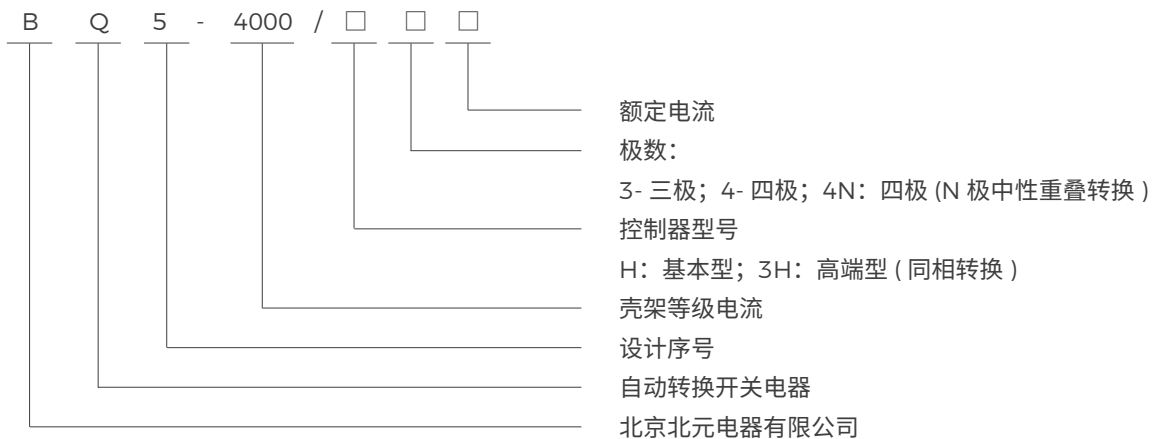 B Q 5 - 4000 / □ □ □
额定电流
极数：
3- 三极；4- 四极；4N：四极 (N 极中性重叠转换 )
控制器型号
H：基本型；3H：高端型 ( 同相转换 )
壳架等级电流
设计序号
自动转换开关电器
北京北元电器有限公司